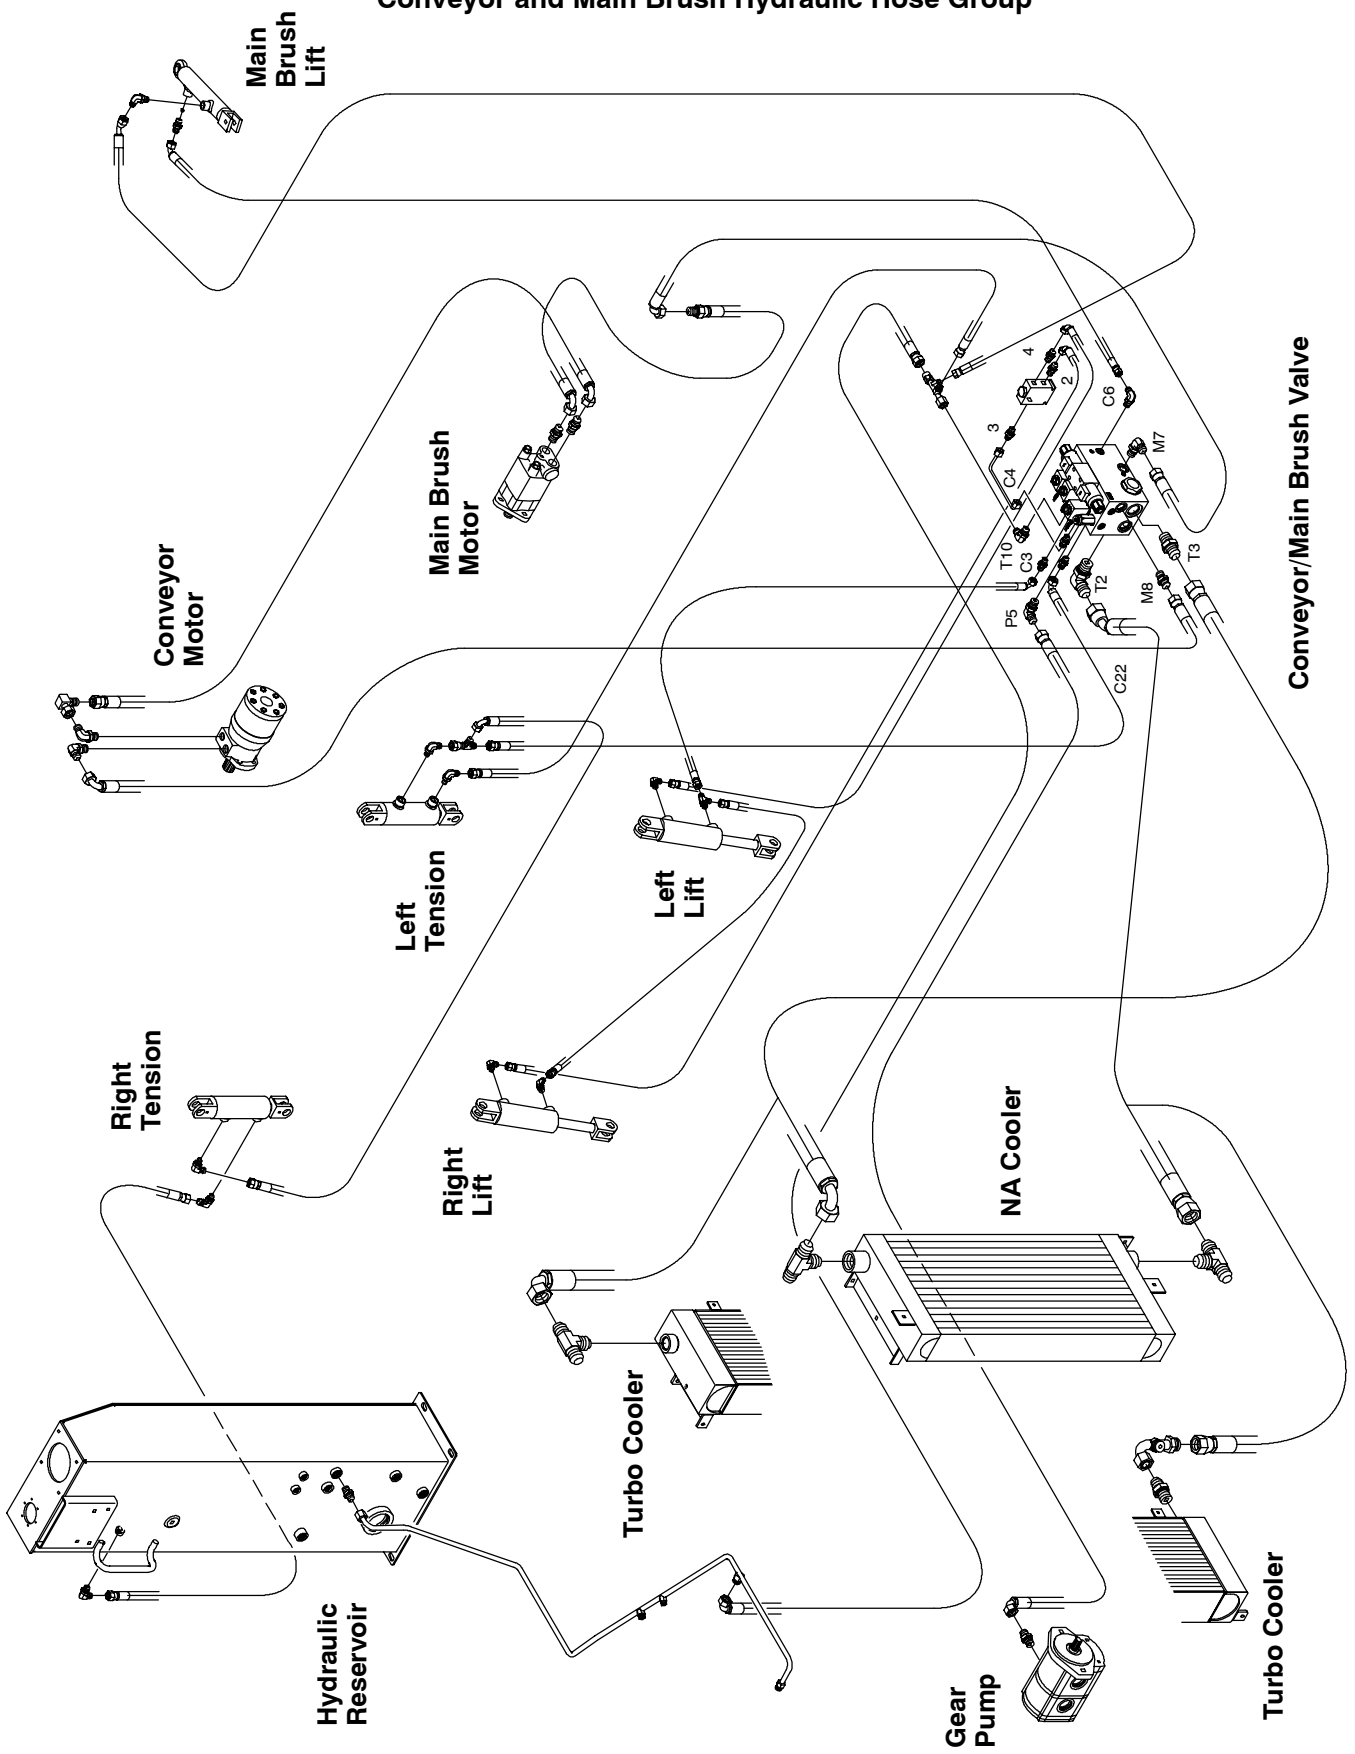 Conveyor and Main Brush Hydraulic Hose Group
Main
Brush
Lift
Conveyor
Motor
Main Brush
Motor
Left
Tension
Left
Lift
Right
Tension
Right
Lift
NA Cooler
Turbo Cooler
Hydraulic
Reservoir
Gear
Pump
Turbo Cooler
Conveyor/Main Brush Valve
4
2
3
C6
C4
M7
T10
C3
P5
T2
T3
M8
C22